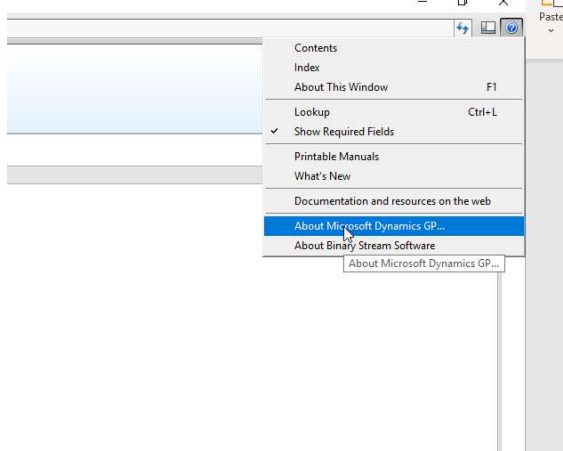 Paste
Contents
Index
About This Window F1
Lookup Ctrl+L
Show Required Fields
Printable Manuals
What's New
Documentation and resources on the web
About Microsoft Dynamics GP...
About Binary Stream Software
About Microsoft Dynamics GP...